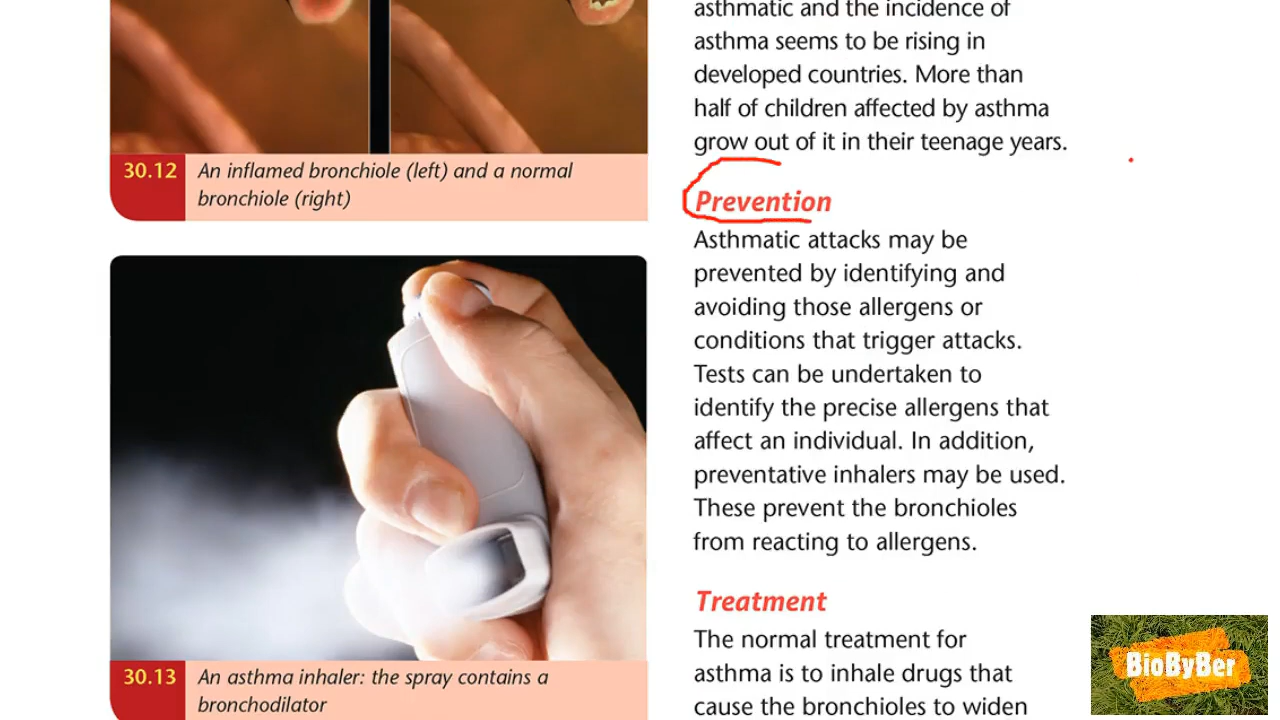 asthmatic and the incidence of
asthma seems to be rising in
developed countries. More than
half of children affected by asthma
grow out of it in their teenage years.
Prevention
Asthmatic attacks may be
prevented by identifying and
avoiding those allergens or
conditions that trigger attacks.
Tests can be undertaken to
identify the precise allergens that
affect an individual. In addition,
preventative inhalers may be used.
These prevent the bronchioles
from reacting to allergens.
Treatment
The normal treatment for
asthma is to inhale drugs that
cause the bronchioles to widen
30.12 An inflamed bronchiole (left) and a normal
bronchiole (right)
30.13 An asthma inhaler: the spray contains a
bronchodilator
BioByBer